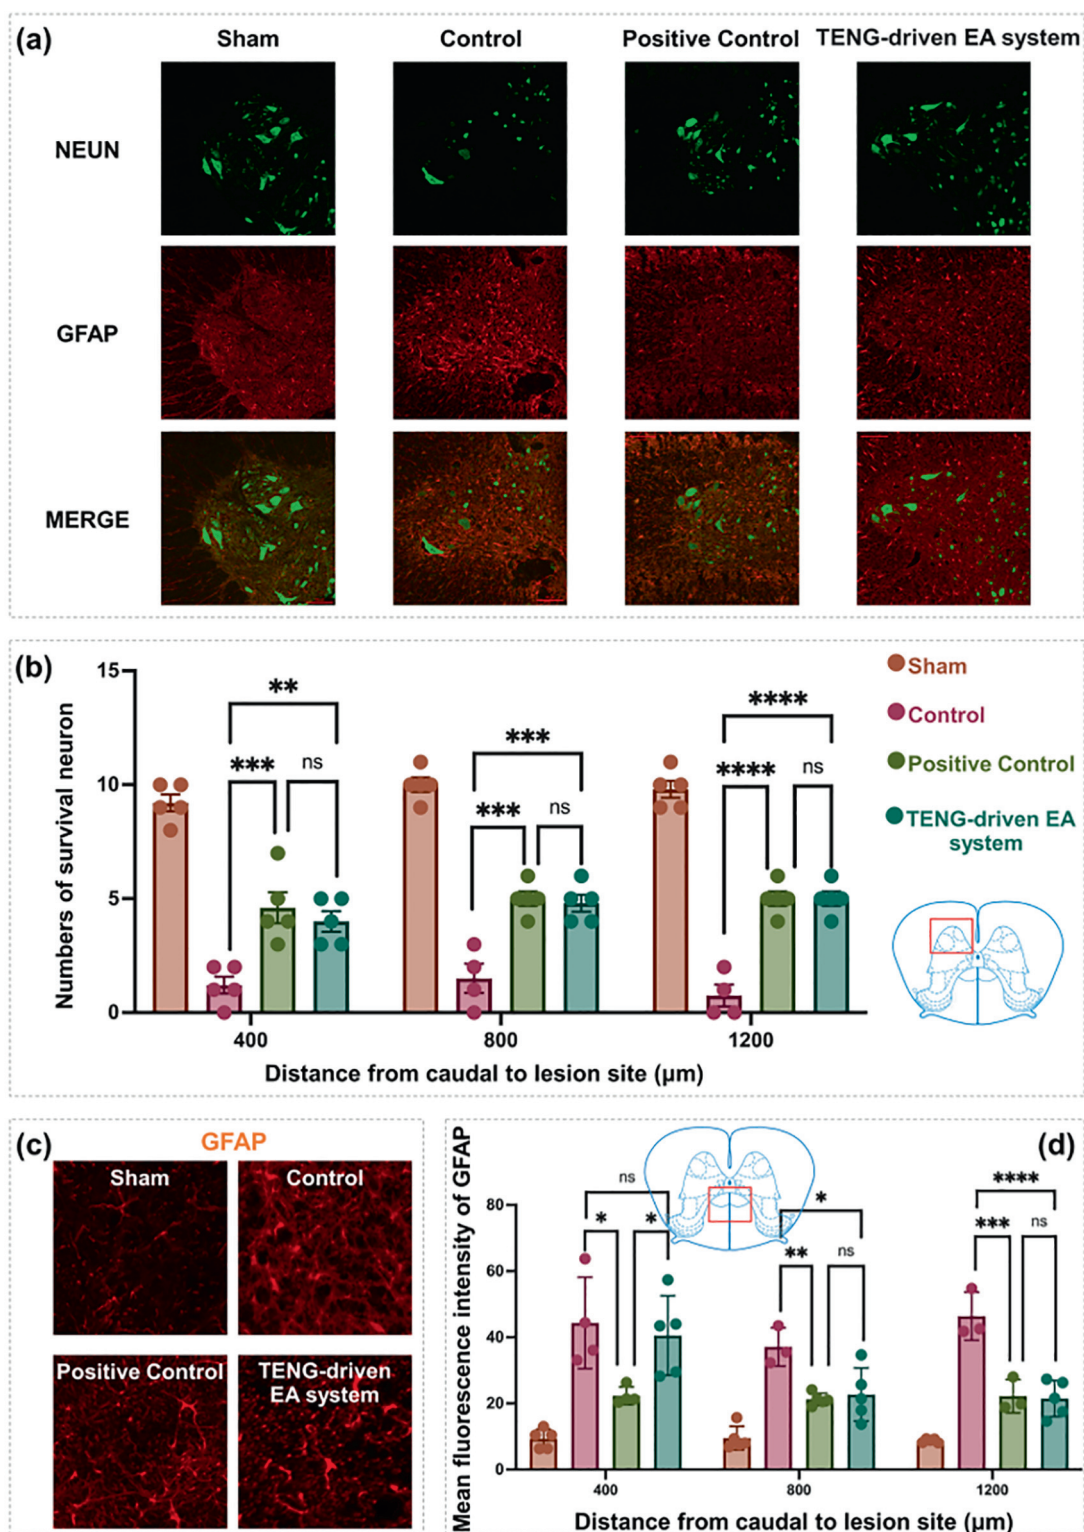 (a)
Sham
Control
Positive Control
TENG-driven EA system
NEUN
GFAP
MERGE
(b)
Numbers of survival neuron
15
10
5
0
** 
*** 
ns
*** 
*** 
ns
**** 
**** 
ns
400
800
1200
Distance from caudal to lesion site (µm)
Sham
Control
Positive Control
TENG-driven EA
system
(c)
GFAP
Sham
Control
Positive Control
TENG-driven
EA system
(d)
Mean fluorescence intensity of GFAP
80
60
40
20
0
ns
*
*
*
**
ns
****
***
ns
400
800
1200
Distance from caudal to lesion site (µm)